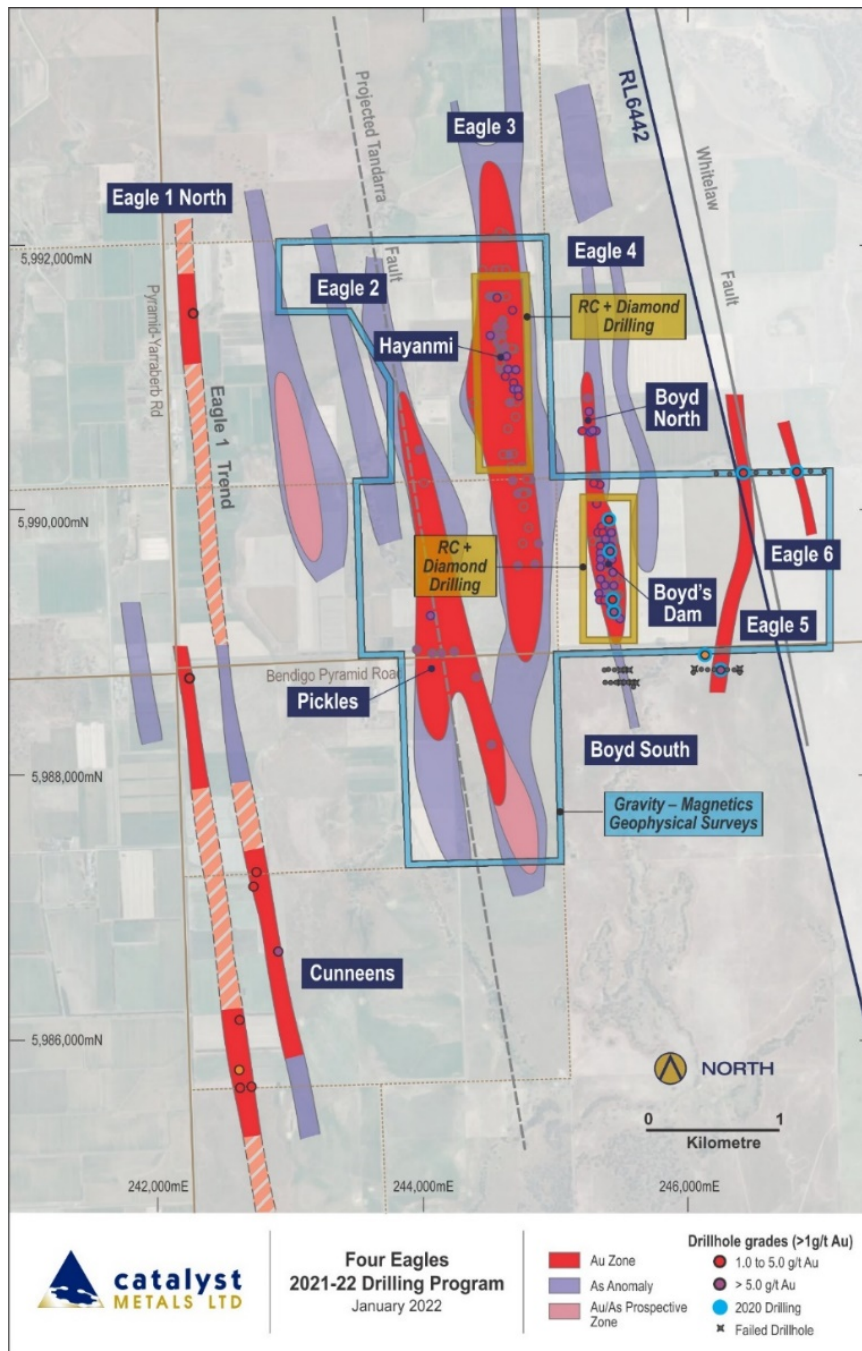 Projected Tandarra
Fault
Eagle 3
RL6442
Whitelaw
Fault
Eagle 1 North
5,992,000mN
Pyramid-Yarraberb Rd
Eagle 2
Eagle 4
RC + Diamond
Drilling
Hayanmi
Boyd
North
Eagle 1 Trend
5,990,000mN
RC +
Diamond
Drilling
Eagle 6
Boyd's
Dam
Eagle 5
Bendigo Pyramid Road
Pickles
Boyd South
5,988,000mN
Gravity – Magnetics
Geophysical Surveys
Cunneens
5,986,000mN
NORTH
0 1
Kilometre
242,000mE 244,000mE 246,000mE
catalyst
METALS LTD
Four Eagles
2021-22 Drilling Program
January 2022
Au Zone
As Anomaly
Au/As Prospective
Zone
Drillhole grades (>1g/t Au)
1.0 to 5.0 g/t Au
> 5.0 g/t Au
2020 Drilling
Failed Drillhole